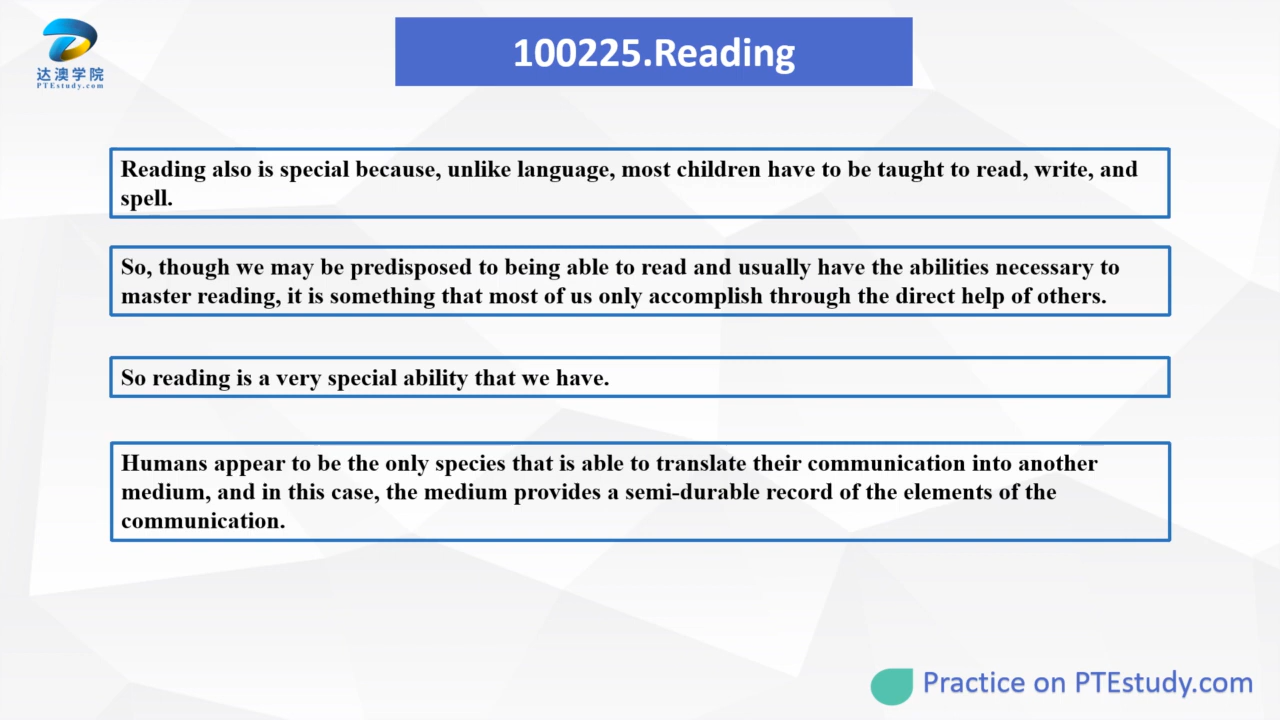 达澳学院
PTEstudy.com
100225.Reading
Reading also is special because, unlike language, most children have to be taught to read, write, and
spell.
So, though we may be predisposed to being able to read and usually have the abilities necessary to
master reading, it is something that most of us only accomplish through the direct help of others.
So reading is a very special ability that we have.
Humans appear to be the only species that is able to translate their communication into another
medium, and in this case, the medium provides a semi-durable record of the elements of the
communication.
Practice on PTEstudy.com